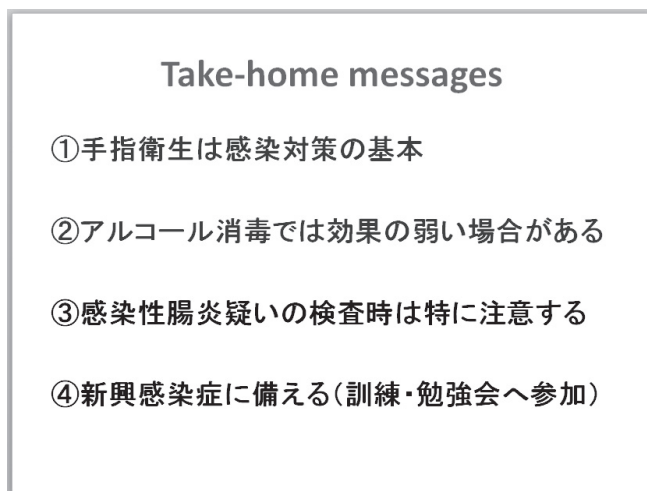 Take-home messages
①手指衛生は感染対策の基本
②アルコール消毒では効果の弱い場合がある
③感染性腸炎疑いの検査時は特に注意する
④新興感染症に備える（訓練・勉強会へ参加）